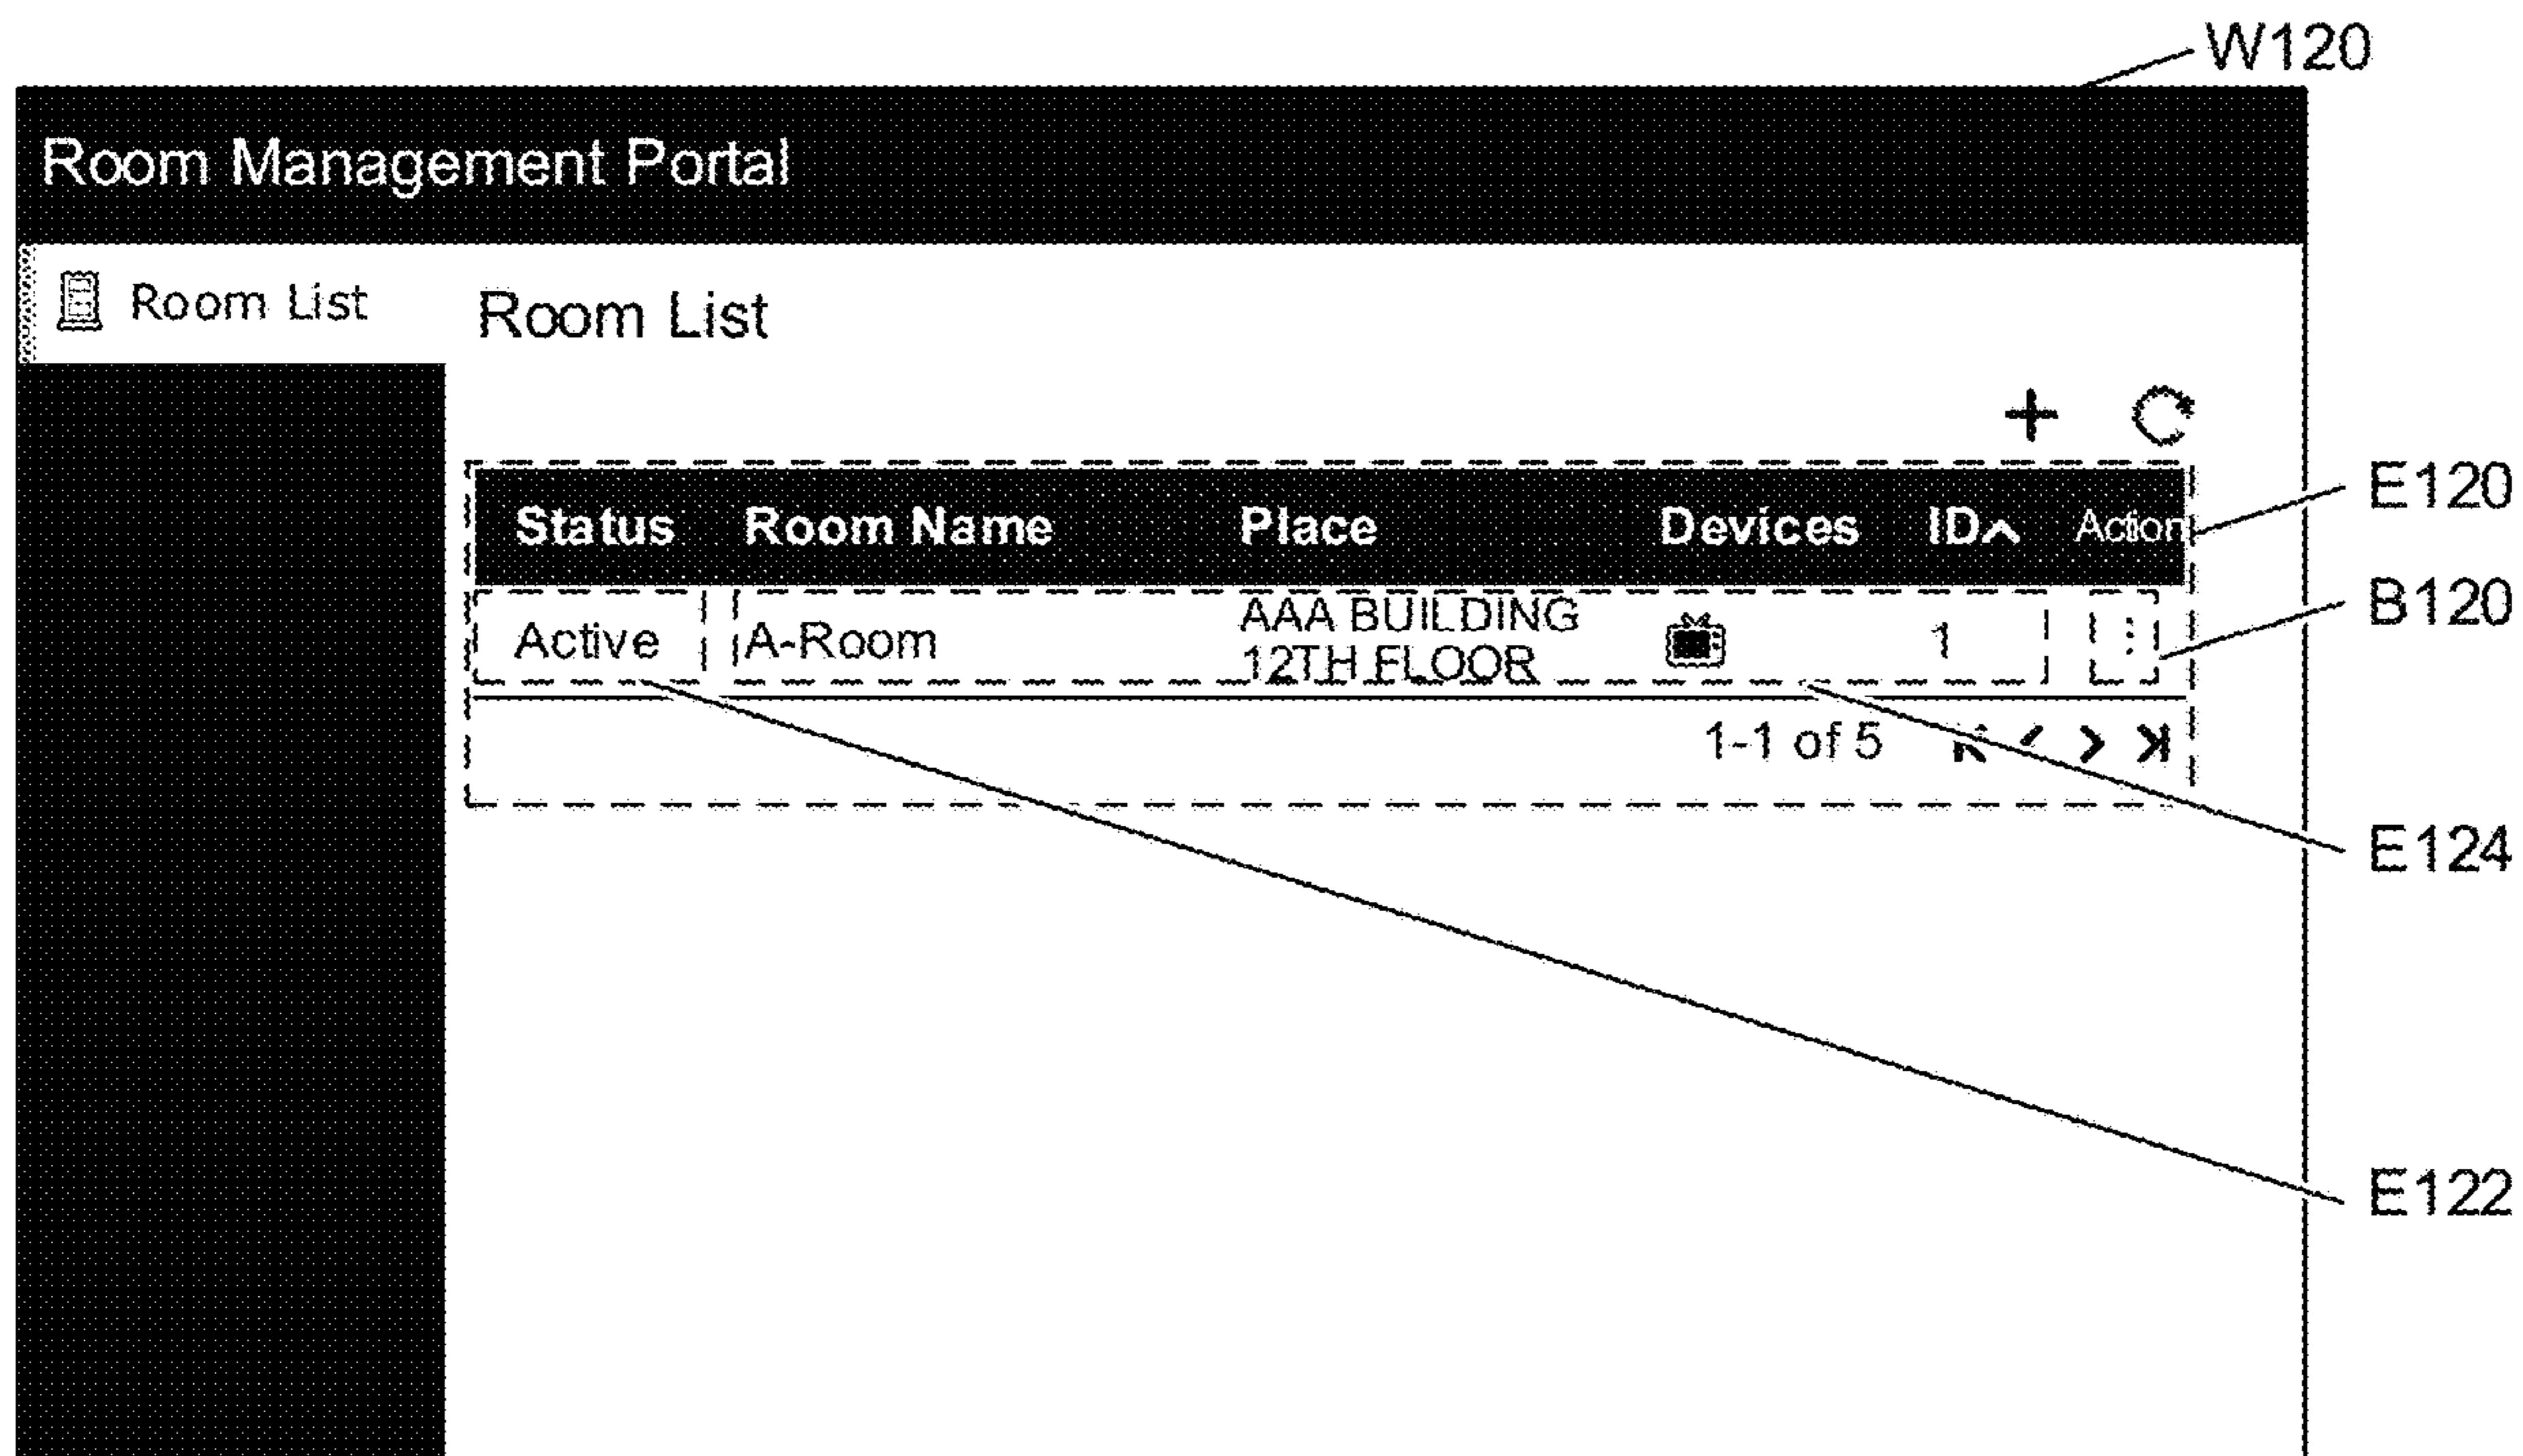 W120
Room Management Portal
Room List
Room List
Status Room Name Place Devices ID Action
E120
Active A-Room AAA BUILDING 1
12TH FLOOR
B120
1-1 of 5
E124
E122